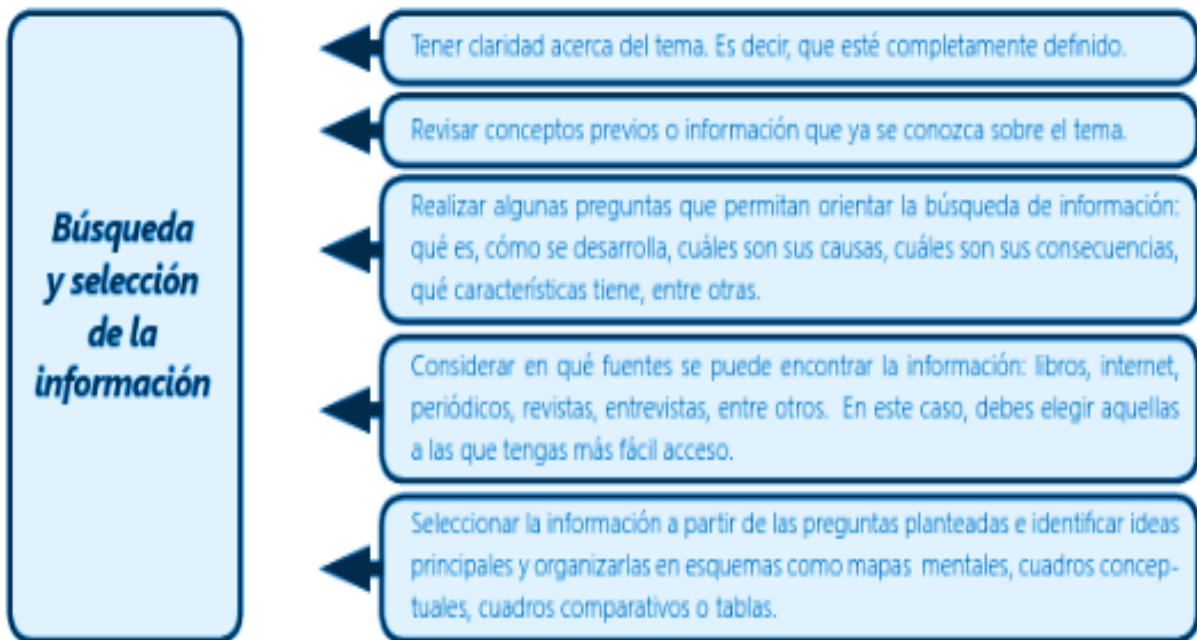 Búsqueda
y selección
de la
información
Tener claridad acerca del tema. Es decir, que esté completamente definido.
Revisar conceptos previos o información que ya se conozca sobre el tema.
Realizar algunas preguntas que permitan orientar la búsqueda de información:
qué es, cómo se desarrolla, cuáles son sus causas, cuáles son sus consecuencias,
qué características tiene, entre otras.
Considerar en qué fuentes se puede encontrar la información: libros, internet,
periódicos, revistas, entrevistas, entre otros. En este caso, debes elegir aquellas
a las que tengas más fácil acceso.
Seleccionar la información a partir de las preguntas planteadas e identificar ideas
principales y organizarlas en esquemas como mapas mentales, cuadros concep-
tuales, cuadros comparativos o tablas.